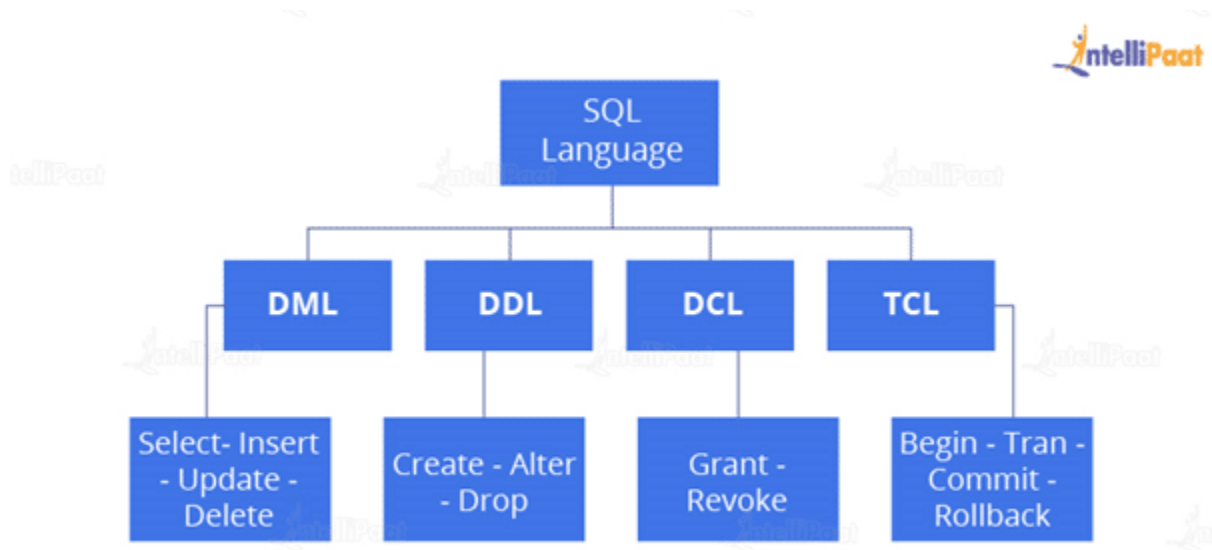 IntelliPaat
SQL
Language
DML
DDL
DCL
TCL
Select- Insert
- Update -
Delete
Create - Alter
- Drop
Grant -
Revoke
Begin - Tran -
Commit -
Rollback